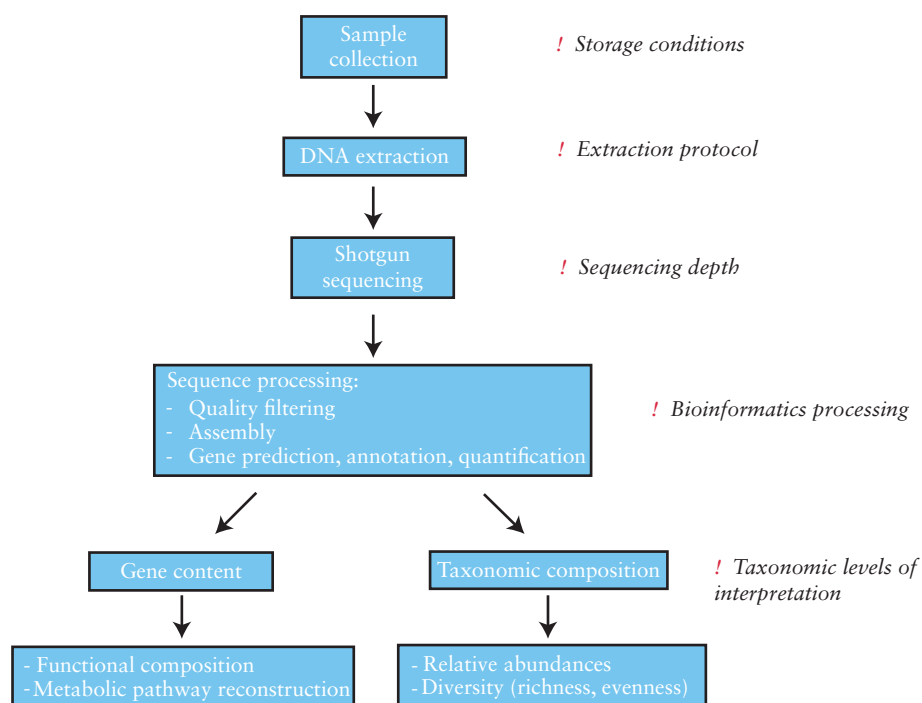 Sample
collection
! Storage conditions
DNA extraction
! Extraction protocol
Shotgun
sequencing
! Sequencing depth
Sequence processing:
- Quality filtering
- Assembly
- Gene prediction, annotation, quantification
! Bioinformatics processing
Gene content
Taxonomic composition
! Taxonomic levels of
interpretation
- Functional composition
- Metabolic pathway reconstruction
- Relative abundances
- Diversity (richness, evenness)